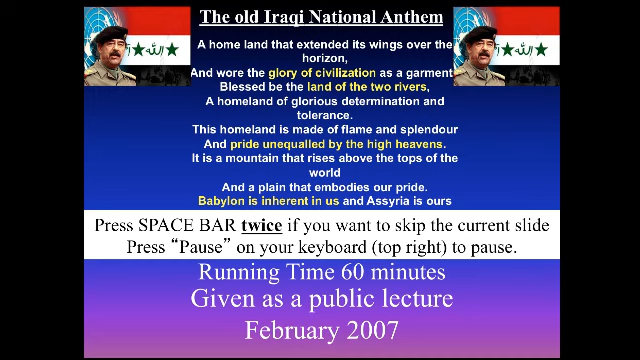 The old Iraqi National Anthem
A home land that extended its wings over the
horizon,
And wore the glory of civilization as a garment
Blessed be the land of the two rivers,
A homeland of glorious determination and
tolerance.
This homeland is made of flame and splendour
And pride unequalled by the high heavens.
It is a mountain that rises above the tops of the
world
And a plain that embodies our pride.
Babylon is inherent in us and Assyria is ours
Press SPACE BAR twice if you want to skip the current slide
Press “Pause” on your keyboard (top right) to pause.
Running Time 60 minutes
Given as a public lecture
February 2007